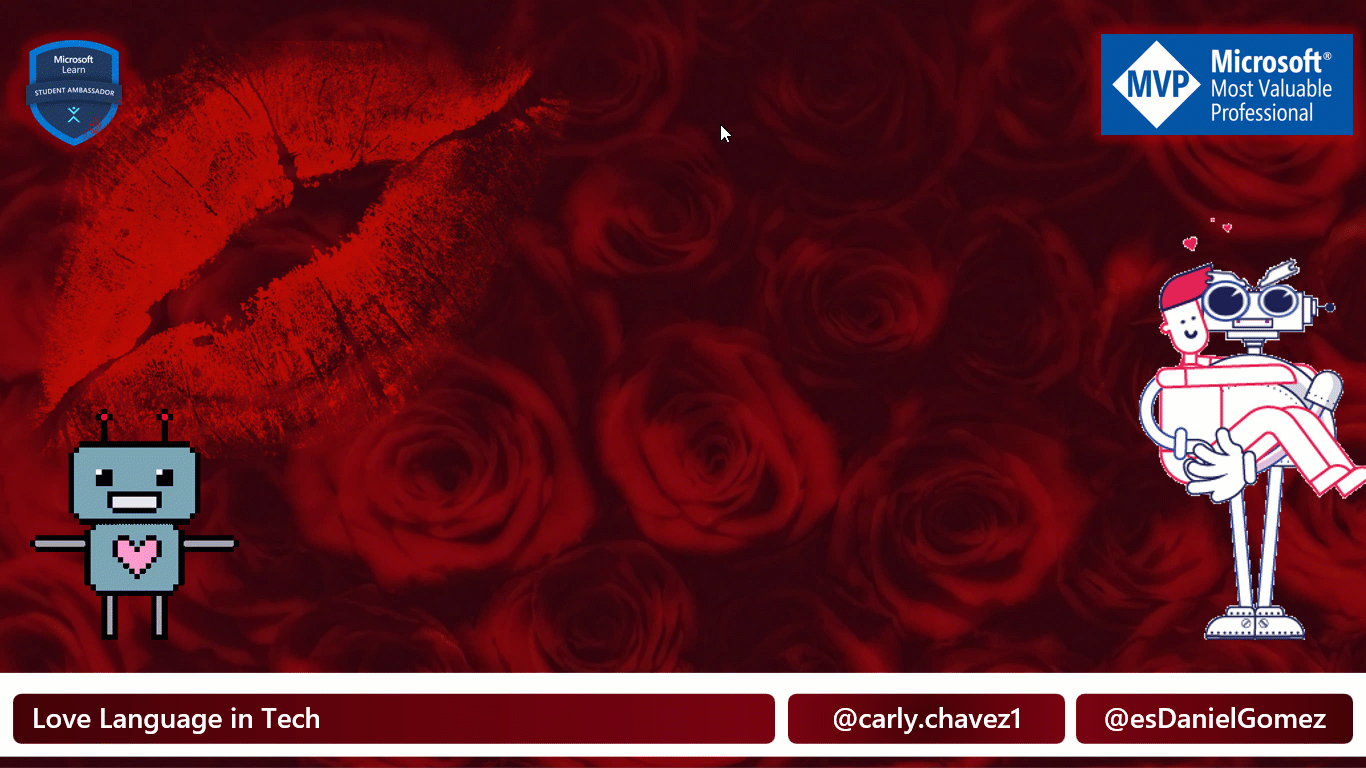 Microsoft
Learn
STUDENT AMBASSADOR
MVP
Microsoft®
Most Valuable
Professional
Love Language in Tech
@carly.chavez1
@esDanielGomez